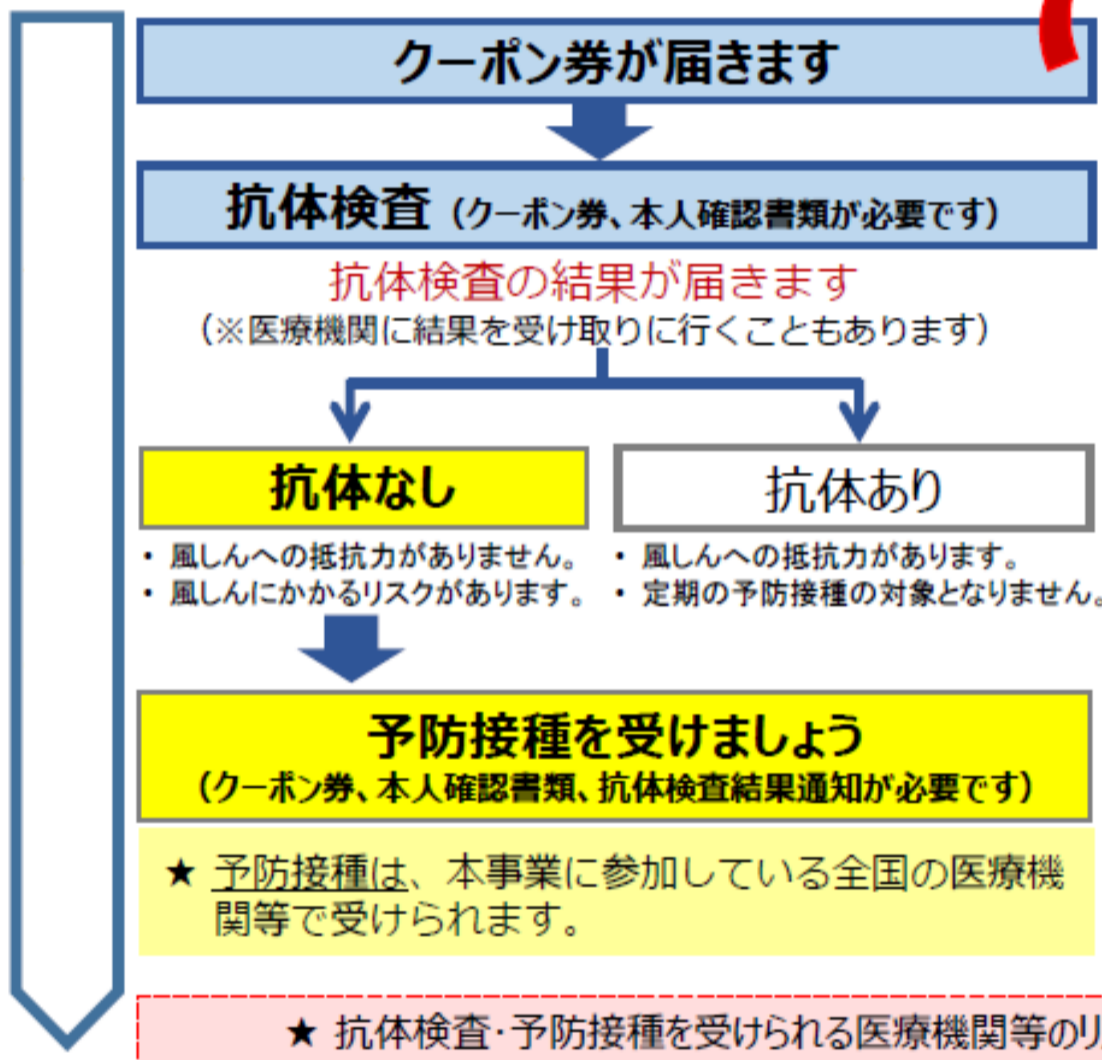 クーポン券が届きます
抗体検査（クーポン券、本人確認書類が必要です）
抗体検査の結果が届きます
（※医療機関に結果を受け取りに行くこともあります）
抗体なし
・ 風しんへの抵抗力がありません。
・ 風しんにかかるリスクがあります。
抗体あり
・ 風しんへの抵抗力があります。
・ 定期の予防接種の対象となりません。
予防接種を受けましょう
（クーポン券、本人確認書類、抗体検査結果通知が必要です）
★ 予防接種は、本事業に参加している全国の医療機
関等で受けられます。
★ 抗体検査・予防接種を受けられる医療機関等のリ